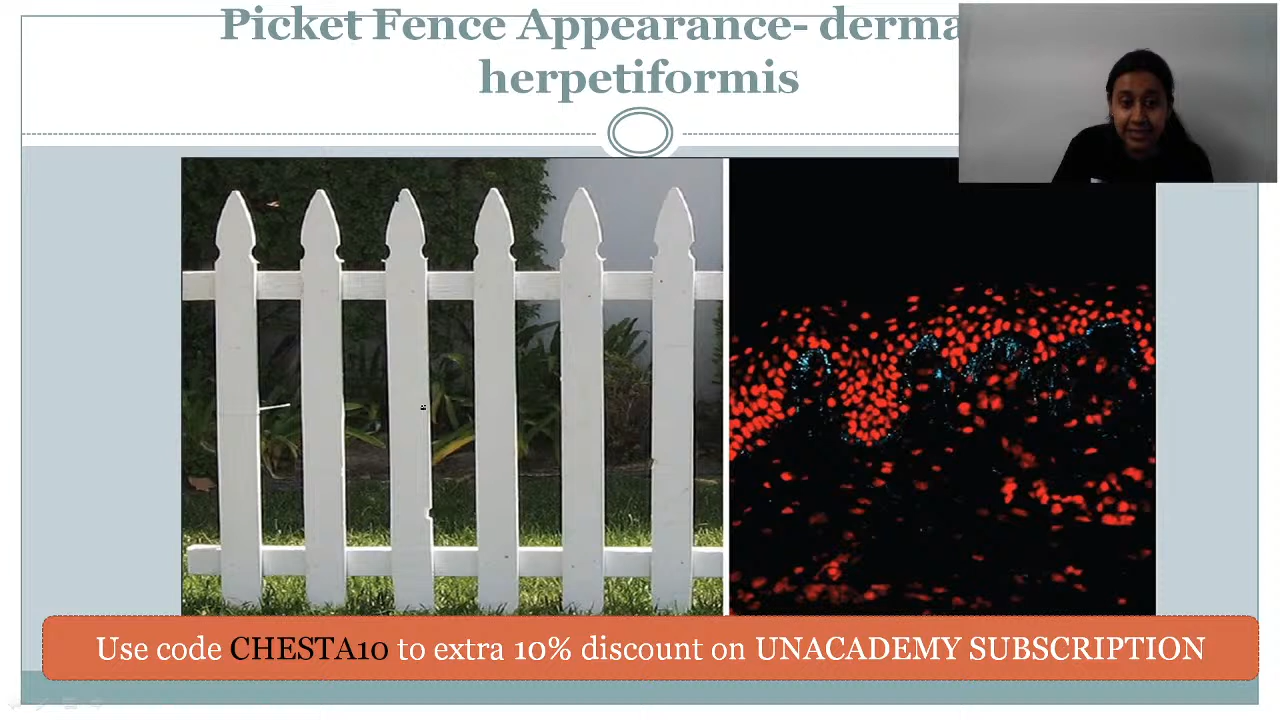 Picket Fence Appearance- derma
herpetiformis
Use code CHESTA10 to extra 10% discount on UNACADEMY SUBSCRIPTION